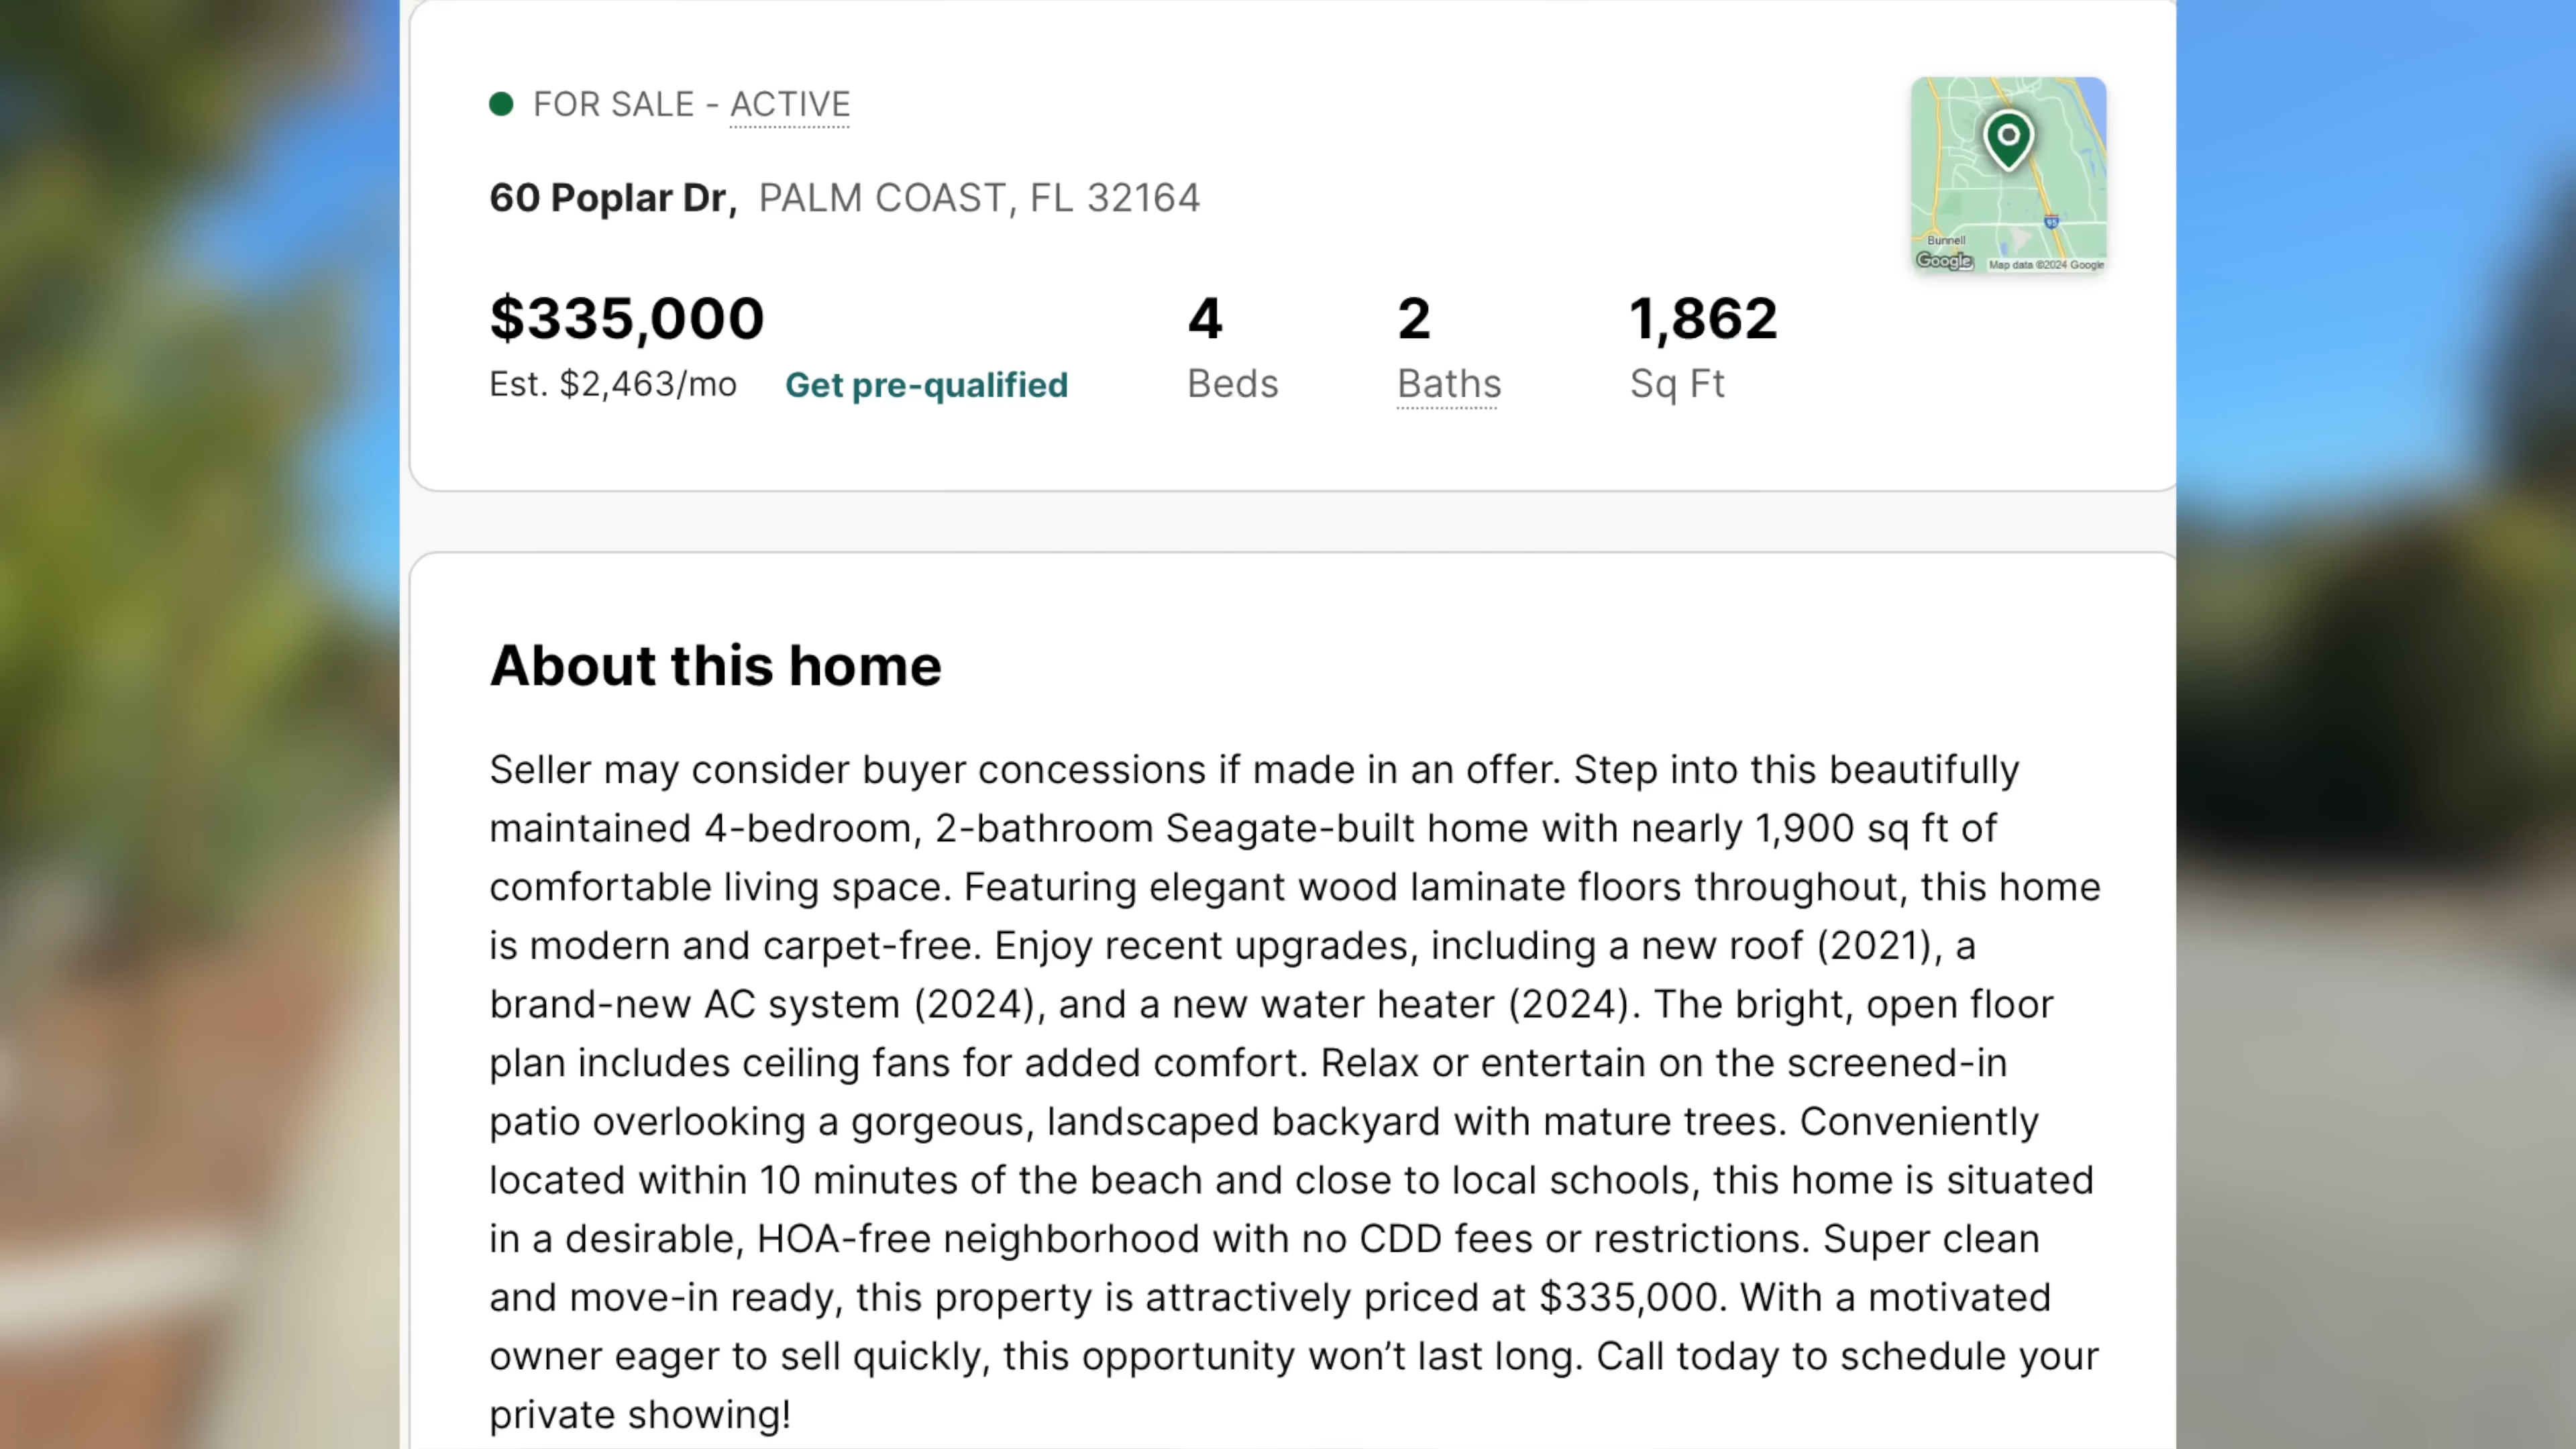 FOR SALE - ACTIVE
60 Poplar Dr, PALM COAST, FL 32164
$335,000
Est. $2,463/mo Get pre-qualified
4
Beds
2
Baths
1,862
Sq Ft
95
Bunnell
Google
Map data ©2024 Google
About this home
Seller may consider buyer concessions if made in an offer. Step into this beautifully
maintained 4-bedroom, 2-bathroom Seagate-built home with nearly 1,900 sq ft of
comfortable living space. Featuring elegant wood laminate floors throughout, this home
is modern and carpet-free. Enjoy recent upgrades, including a new roof (2021), a
brand-new AC system (2024), and a new water heater (2024). The bright, open floor
plan includes ceiling fans for added comfort. Relax or entertain on the screened-in
patio overlooking a gorgeous, landscaped backyard with mature trees. Conveniently
located within 10 minutes of the beach and close to local schools, this home is situated
in a desirable, HOA-free neighborhood with no CDD fees or restrictions. Super clean
and move-in ready, this property is attractively priced at $335,000. With a motivated
owner eager to sell quickly, this opportunity won’t last long. Call today to schedule your
private showing!